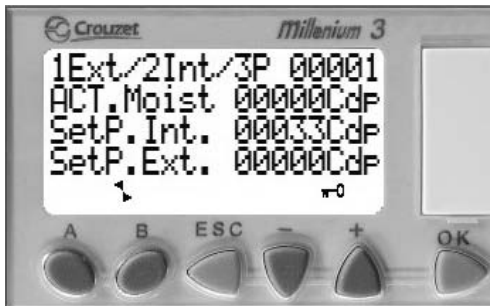 Crouzet Millenium 3
1Ext/2Int/3P 00001
ACT.Moist 00000Cdp
SetP.Int. 00033Cdp
SetP.Ext. 00000Cdp
A B ESC - + OK